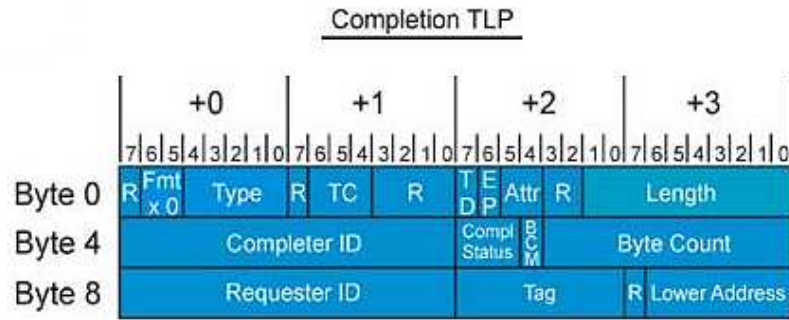 Completion TLP
+0 +1 +2 +3
7 6 5 4 3 2 1 0 7 6 5 4 3 2 1 0 7 6 5 4 3 2 1 0 7 6 5 4 3 2 1 0
Byte 0 R Fmt x 0 Type R TC R TD EP Attr R Length
Byte 4 Completer ID Compl Status BCM Byte Count
Byte 8 Requester ID Tag R Lower Address